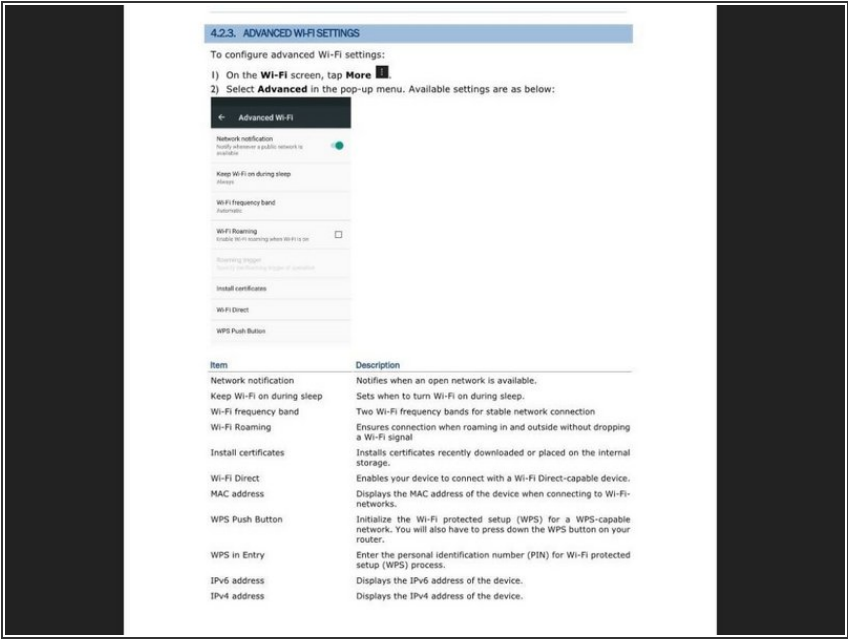 4.2.3. ADVANCED WI-FI SETTINGS
To configure advanced Wi-Fi settings:
1) On the Wi-Fi screen, tap More
2) Select Advanced in the pop-up menu. Available settings are as below:
Advanced Wi-Fi
Network notification
Notify whenever a public network is
available
Keep Wi-Fi on during sleep
Always
Wi-Fi frequency band
Automatic
Wi-Fi Roaming
Enable Wi-Fi roaming when Wi-Fi is on
Roaming trigger
Install certificates
Wi-Fi Direct
WPS Push Button
Item Description
Network notification Notifies when an open network is available.
Keep Wi-Fi on during sleep Sets when to turn Wi-Fi on during sleep.
Wi-Fi frequency band Two Wi-Fi frequency bands for stable network connection
Wi-Fi Roaming Ensures connection when roaming in and outside without dropping
a Wi-Fi signal
Install certificates Installs certificates recently downloaded or placed on the internal
storage.
Wi-Fi Direct Enables your device to connect with a Wi-Fi Direct-capable device.
MAC address Displays the MAC address of the device when connecting to Wi-Fi-
networks.
WPS Push Button Initialize the Wi-Fi protected setup (WPS) for a WPS-capable
network. You will also have to press down the WPS button on your
router.
WPS in Entry Enter the personal identification number (PIN) for Wi-Fi protected
setup (WPS) process.
IPv6 address Displays the IPv6 address of the device.
IPv4 address Displays the IPv4 address of the device.